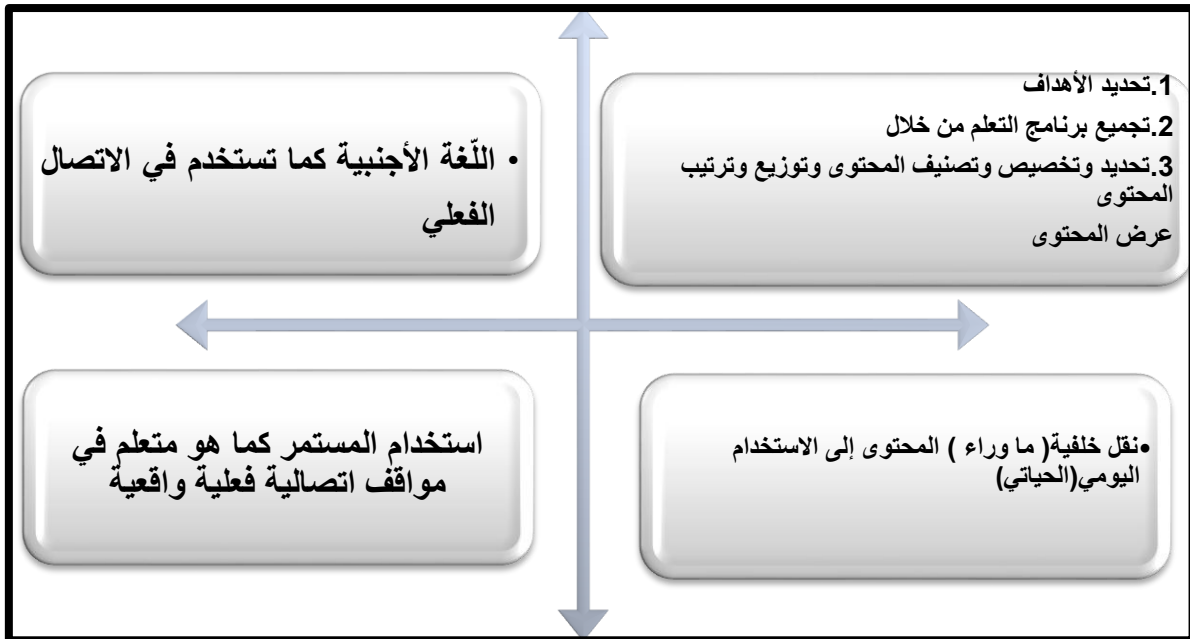 1.تحديد الأهداف
2.تجميع برنامج التعلم من خلال
3.تحديد وتخصيص وتصنيف المحتوى وتوزيع وترتيب
المحتوى
عرض المحتوى
• اللّغة الأجنبية كما تستخدم في الاتصال
الفعلي
•نقل خلفية( ما وراء ) المحتوى إلى الاستخدام
اليومي(الحياتي)
استخدام المستمر كما هو متعلم في
مواقف اتصالية فعلية واقعية